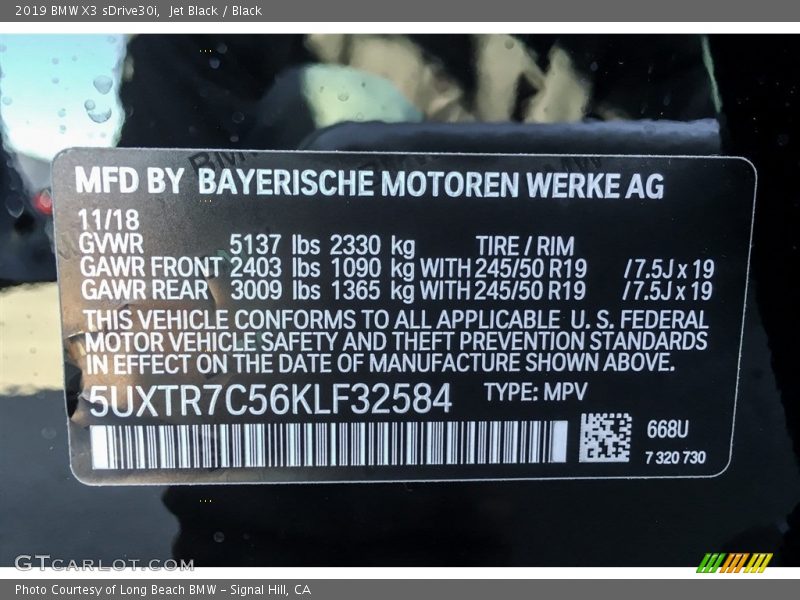 2019 BMW X3 sDrive30i, Jet Black / Black
MFD BY BAYERISCHE MOTOREN WERKE AG
11/18
GVWR 5137 lbs 2330 kg TIRE / RIM
GAWR FRONT 2403 lbs 1090 kg WITH 245/50 R19 /7.5J x 19
GAWR REAR 3009 lbs 1365 kg WITH 245/50 R19 /7.5J x 19
THIS VEHICLE CONFORMS TO ALL APPLICABLE U. S. FEDERAL
MOTOR VEHICLE SAFETY AND THEFT PREVENTION STANDARDS
IN EFFECT ON THE DATE OF MANUFACTURE SHOWN ABOVE.
5UXTR7C56KLF32584 TYPE: MPV
668U
7 320 730
GTCARLOT.COM
Photo Courtesy of Long Beach BMW - Signal Hill, CA